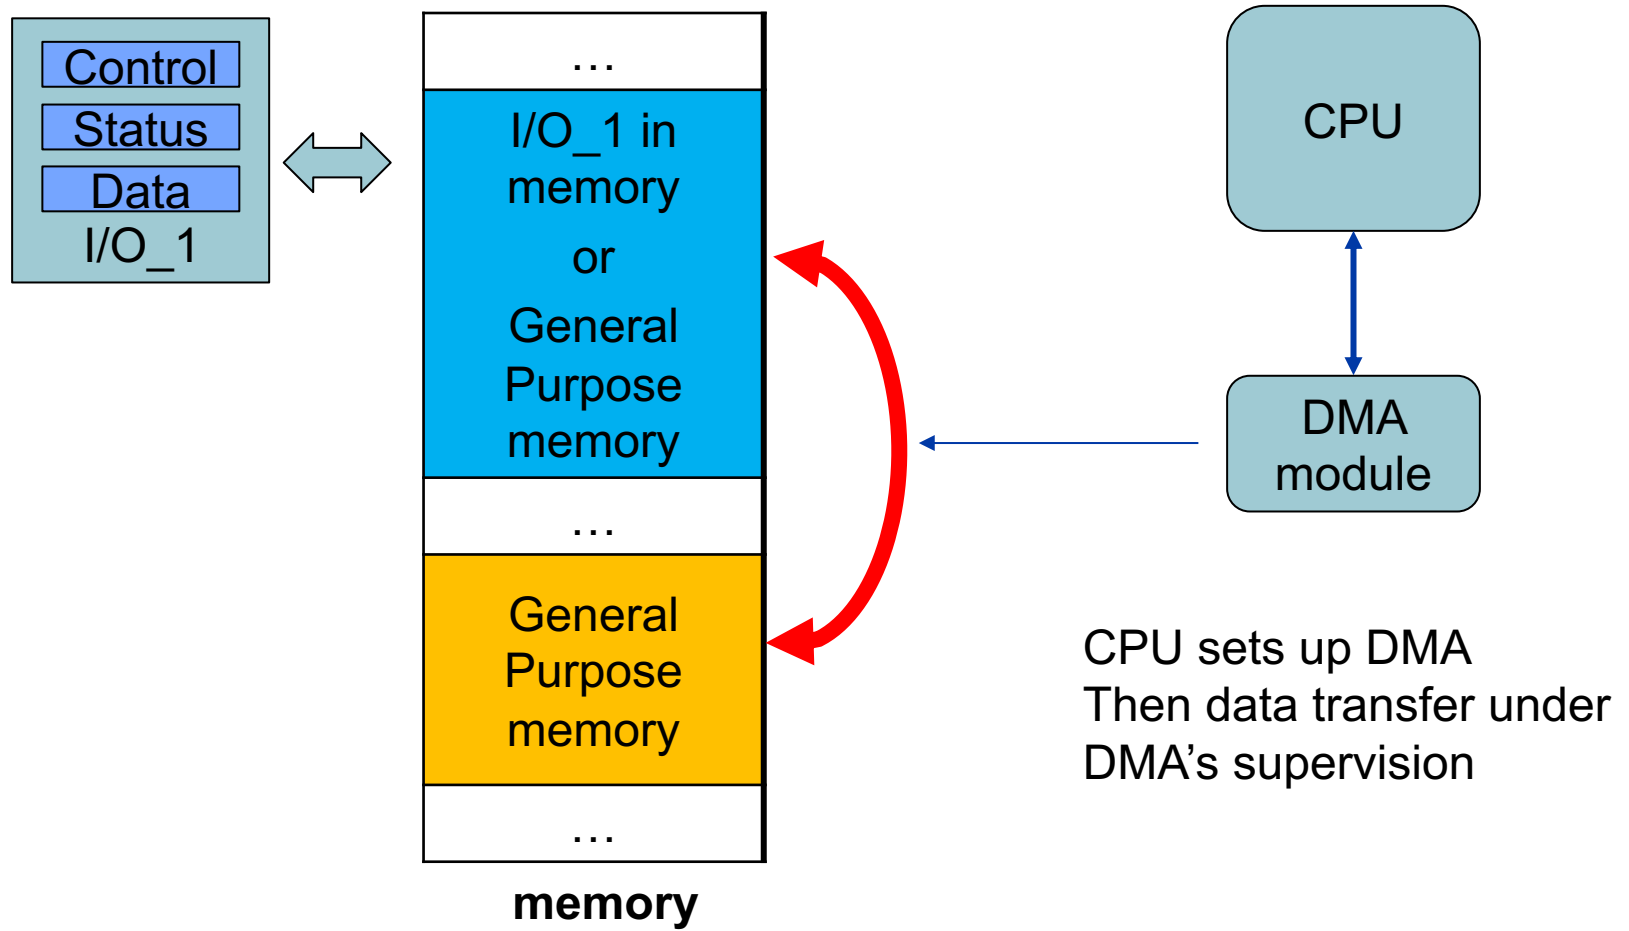 Control
Status
Data
I/O_1
…
I/O_1 in
memory
or
General
Purpose
memory
…
General
Purpose
memory
…
memory
CPU
DMA
module
CPU sets up DMA
Then data transfer under
DMA’s supervision